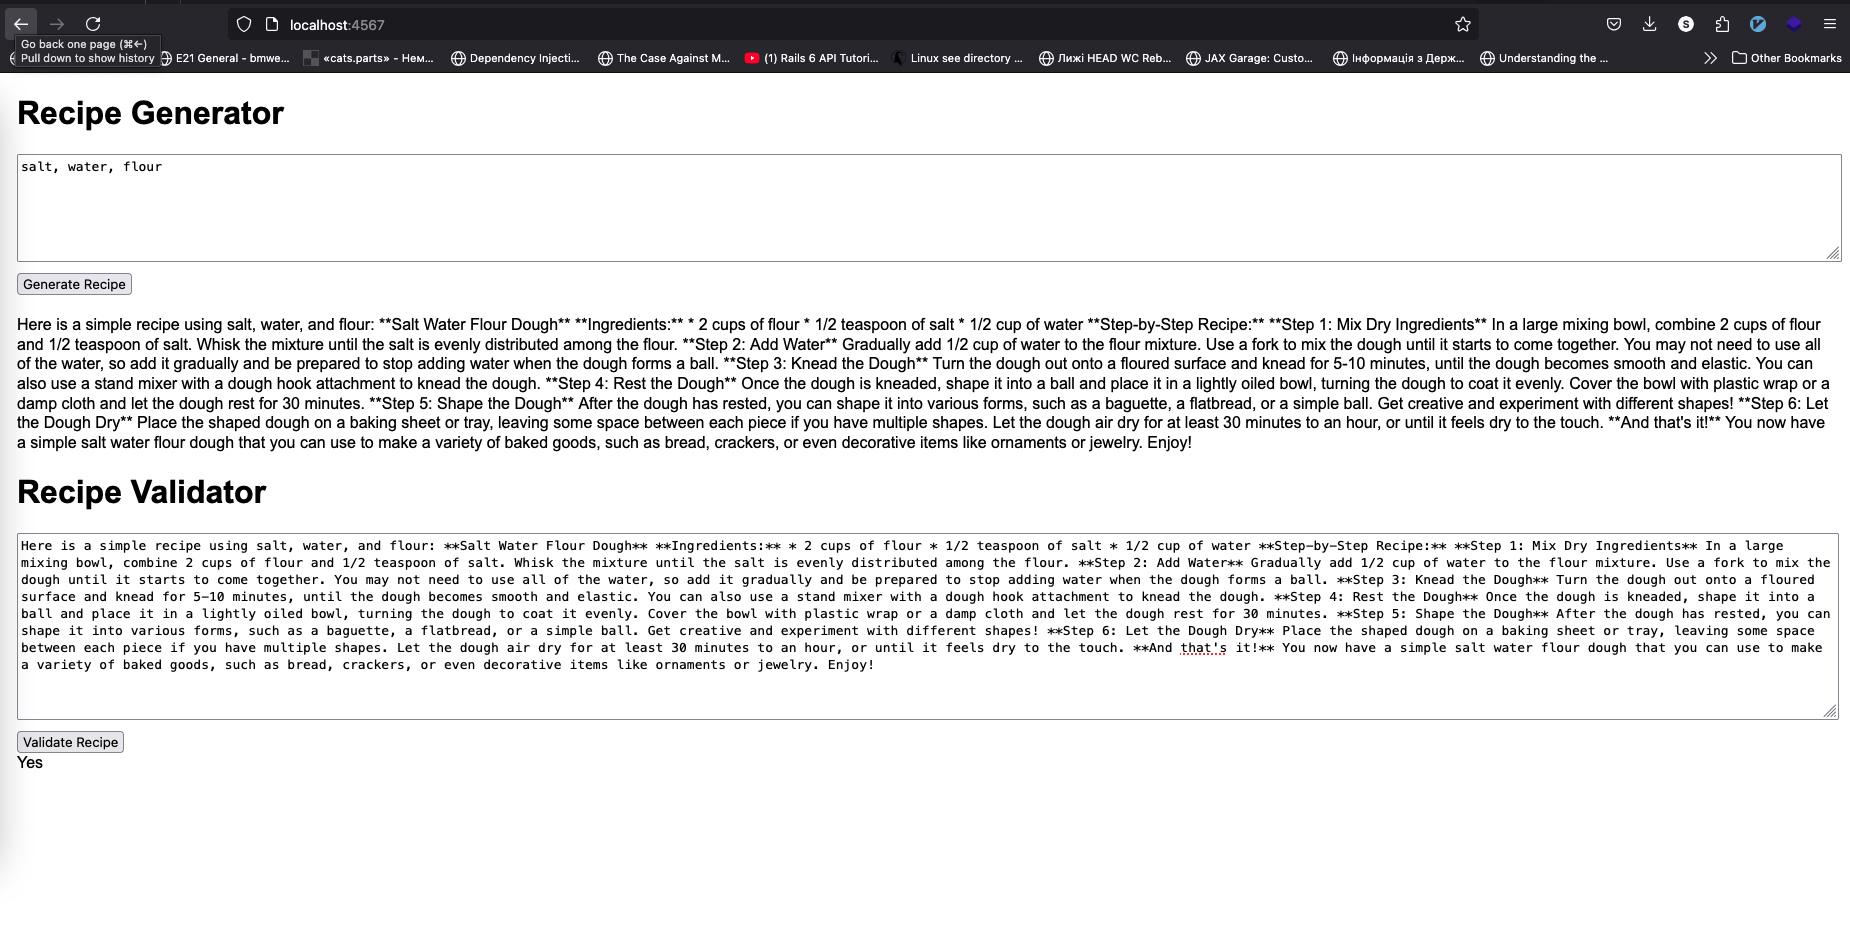 localhost:4567
Go back one page (⌘←)
Pull down to show history
E21 General - bmwe...
«cats.parts» - Нем...
Dependency Injecti...
The Case Against M...
(1) Rails 6 API Tutori...
Linux see directory ...
Лижі HEAD WC Reb...
JAX Garage: Custo...
Інформація з Держ...
Understanding the ...
Other Bookmarks
Recipe Generator
salt, water, flour
Generate Recipe
Here is a simple recipe using salt, water, and flour: **Salt Water Flour Dough** **Ingredients:** * 2 cups of flour * 1/2 teaspoon of salt * 1/2 cup of water **Step-by-Step Recipe:** **Step 1: Mix Dry Ingredients** In a large mixing bowl, combine 2 cups of flour
and 1/2 teaspoon of salt. Whisk the mixture until the salt is evenly distributed among the flour. **Step 2: Add Water** Gradually add 1/2 cup of water to the flour mixture. Use a fork to mix the dough until it starts to come together. You may not need to use all
of the water, so add it gradually and be prepared to stop adding water when the dough forms a ball. **Step 3: Knead the Dough** Turn the dough out onto a floured surface and knead for 5-10 minutes, until the dough becomes smooth and elastic. You can
also use a stand mixer with a dough hook attachment to knead the dough. **Step 4: Rest the Dough** Once the dough is kneaded, shape it into a ball and place it in a lightly oiled bowl, turning the dough to coat it evenly. Cover the bowl with plastic wrap or a
damp cloth and let the dough rest for 30 minutes. **Step 5: Shape the Dough** After the dough has rested, you can shape it into various forms, such as a baguette, a flatbread, or a simple ball. Get creative and experiment with different shapes! **Step 6: Let
the Dough Dry** Place the shaped dough on a baking sheet or tray, leaving some space between each piece if you have multiple shapes. Let the dough air dry for at least 30 minutes to an hour, or until it feels dry to the touch. **And that's it!** You now have
a simple salt water flour dough that you can use to make a variety of baked goods, such as bread, crackers, or even decorative items like ornaments or jewelry. Enjoy!
Recipe Validator
Here is a simple recipe using salt, water, and flour: **Salt Water Flour Dough** **Ingredients:** * 2 cups of flour * 1/2 teaspoon of salt * 1/2 cup of water **Step-by-Step Recipe:** **Step 1: Mix Dry Ingredients** In a large
mixing bowl, combine 2 cups of flour and 1/2 teaspoon of salt. Whisk the mixture until the salt is evenly distributed among the flour. **Step 2: Add Water** Gradually add 1/2 cup of water to the flour mixture. Use a fork to mix the
dough until it starts to come together. You may not need to use all of the water, so add it gradually and be prepared to stop adding water when the dough forms a ball. **Step 3: Knead the Dough** Turn the dough out onto a floured
surface and knead for 5-10 minutes, until the dough becomes smooth and elastic. You can also use a stand mixer with a dough hook attachment to knead the dough. **Step 4: Rest the Dough** Once the dough is kneaded, shape it into a
ball and place it in a lightly oiled bowl, turning the dough to coat it evenly. Cover the bowl with plastic wrap or a damp cloth and let the dough rest for 30 minutes. **Step 5: Shape the Dough** After the dough has rested, you can
shape it into various forms, such as a baguette, a flatbread, or a simple ball. Get creative and experiment with different shapes! **Step 6: Let the Dough Dry** Place the shaped dough on a baking sheet or tray, leaving some space
between each piece if you have multiple shapes. Let the dough air dry for at least 30 minutes to an hour, or until it feels dry to the touch. **And that's it!** You now have a simple salt water flour dough that you can use to make
a variety of baked goods, such as bread, crackers, or even decorative items like ornaments or jewelry. Enjoy!
Validate Recipe
Yes